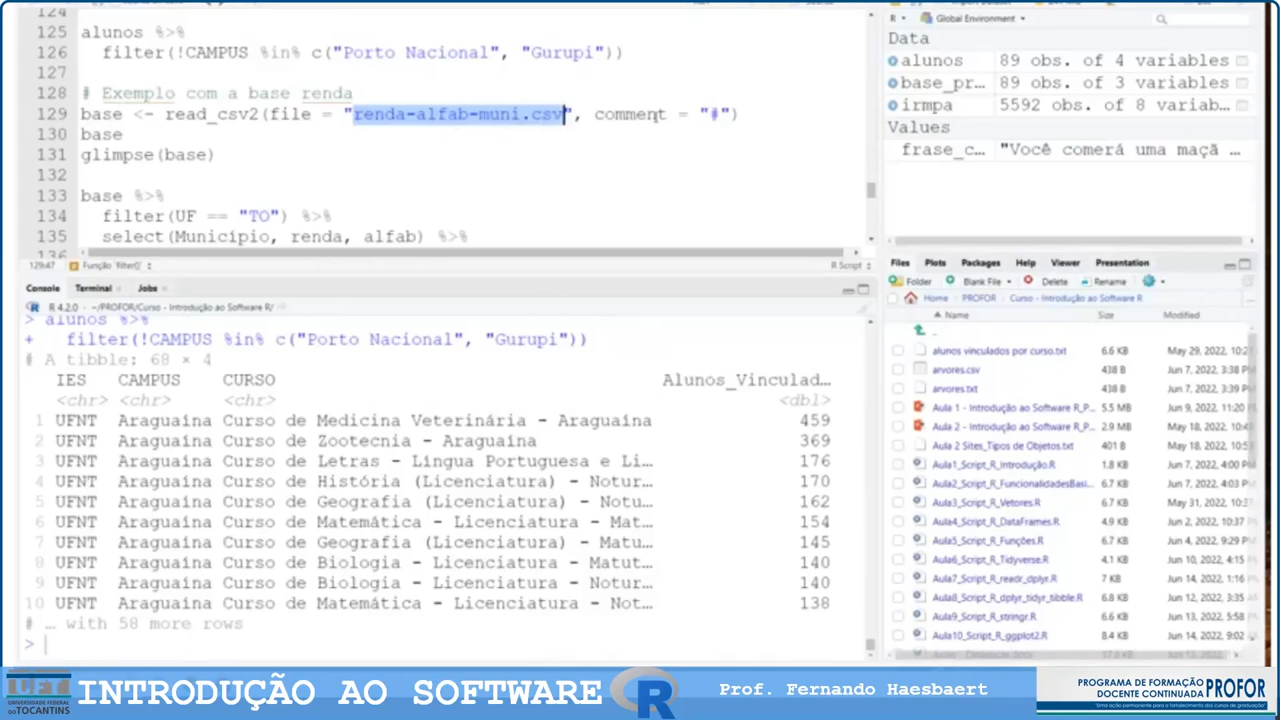 124
125 alunos %>%
126 filter(!CAMPUS %in% c("Porto Nacional", "Gurupi"))
127
128 # Exemplo com a base renda
129 base <- read_csv2(file = "renda-alfab-muni.csv", comment = "#")
130 base
131 glimpse(base)
132
133 base %>%
134 filter(UF == "TO") %>%
135 select(Municipio, renda, alfab) %>%
136
129:47 Função 'filter()' R Script
Console Terminal Jobs
R 4.2.0 · ~/PROFOR/Curso - Introdução ao Software R/
> alunos %>%
+ filter(!CAMPUS %in% c("Porto Nacional", "Gurupi"))
# A tibble: 68 × 4
IES CAMPUS CURSO Alunos_Vinculad…
<chr> <chr> <chr> <dbl>
1 UFNT Araguaína Curso de Medicina Veterinária - Araguaína 459
2 UFNT Araguaína Curso de Zootecnia - Araguaína 369
3 UFNT Araguaína Curso de Letras - Língua Portuguesa e Li… 176
4 UFNT Araguaína Curso de História (Licenciatura) - Notur… 170
5 UFNT Araguaína Curso de Geografia (Licenciatura) - Notu… 162
6 UFNT Araguaína Curso de Matemática - Licenciatura - Mat… 154
7 UFNT Araguaína Curso de Geografia (Licenciatura) - Matu… 145
8 UFNT Araguaína Curso de Biologia - Licenciatura - Matut… 140
9 UFNT Araguaína Curso de Biologia - Licenciatura - Notur… 140
10 UFNT Araguaína Curso de Matemática - Licenciatura - Not… 138
# … with 58 more rows
>
R Global Environment
Data
alunos 89 obs. of 4 variables
base_pr… 89 obs. of 3 variables
irmpa 5592 obs. of 8 variab…
Values
frase_c… "Você comerá uma maçã …
Files Plots Packages Help Viewer Presentation
Folder Blank File Delete Rename
Home PROFOR Curso - Introdução ao Software R
Name Size Modified
..
alunos vinculados por curso.txt 6.6 KB May 29, 2022, 10:2
arvores.csv 438 B Jun 7, 2022, 3:38 P
arvores.txt 438 B Jun 7, 2022, 3:39 P
Aula 1 - Introdução ao Software R_P... 5.5 MB Jun 9, 2022, 11:20
Aula 2 - Introdução ao Software R_P... 2.9 MB May 18, 2022, 10:4
Aula 2 Sites_Tipos de Objetos.txt 401 B May 18, 2022, 10:5
Aula1_Script_R_Introdução.R 1.8 KB Jun 7, 2022, 4:00 P
Aula2_Script_R_FuncionalidadesBasi... 6.7 KB Jun 7, 2022, 4:03 P
Aula3_Script_R_Vetores.R 6.7 KB May 31, 2022, 10:3
Aula4_Script_R_DataFrames.R 4.9 KB Jun 2, 2022, 10:37
Aula5_Script_R_Funções.R 6.7 KB Jun 4, 2022, 9:29 P
Aula6_Script_R_Tidyverse.R 4.1 KB Jun 10, 2022, 4:15
Aula7_Script_R_readr_dplyr.R 7 KB Jun 14, 2022, 1:16
Aula8_Script_R_dplyr_tidyr_tibble.R 6.8 KB Jun 12, 2022, 3:35
Aula9_Script_R_stringr.R 6.6 KB Jun 13, 2022, 5:58
Aula10_Script_R_ggplot2.R 8.4 KB Jun 14, 2022, 9:02
UFT
UNIVERSIDADE FEDERAL
DO TOCANTINS
INTRODUÇÃO AO SOFTWARE R
Prof. Fernando Haesbaert
PROGRAMA DE FORMAÇÃO
DOCENTE CONTINUADA PROFOR
"Uma ação permanente para o fortalecimento dos cursos de graduação"